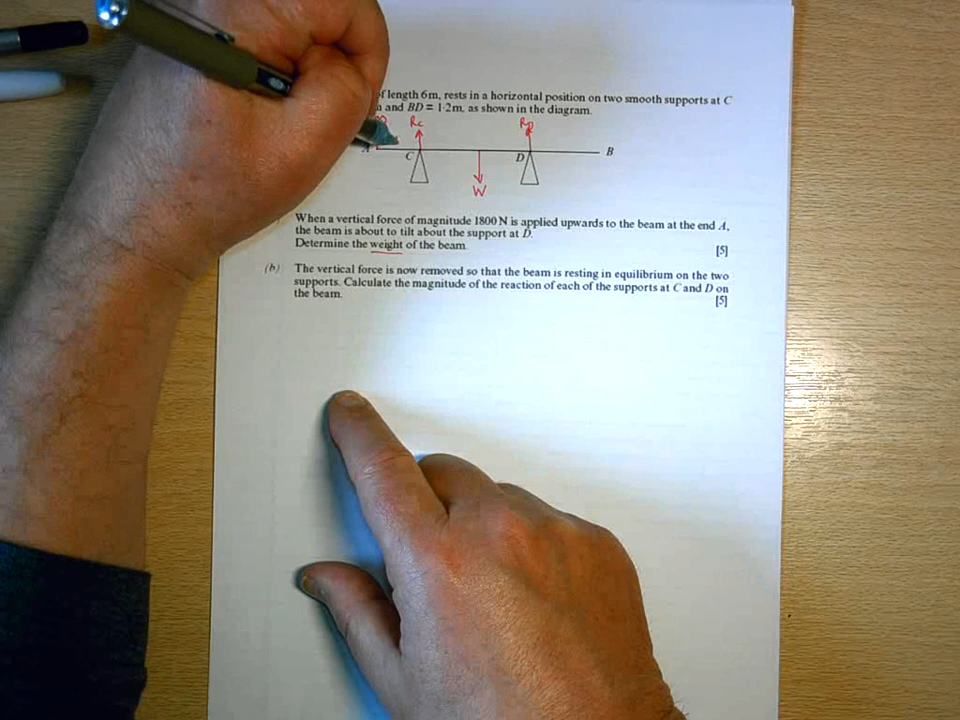 of length 6m, rests in a horizontal position on two smooth supports at C
and BD = 1·2m, as shown in the diagram.
Rc RD
A C D B
W
When a vertical force of magnitude 1800 N is applied upwards to the beam at the end A,
the beam is about to tilt about the support at D.
Determine the weight of the beam. [5]
(b) The vertical force is now removed so that the beam is resting in equilibrium on the two
supports. Calculate the magnitude of the reaction of each of the supports at C and D on
the beam. [5]